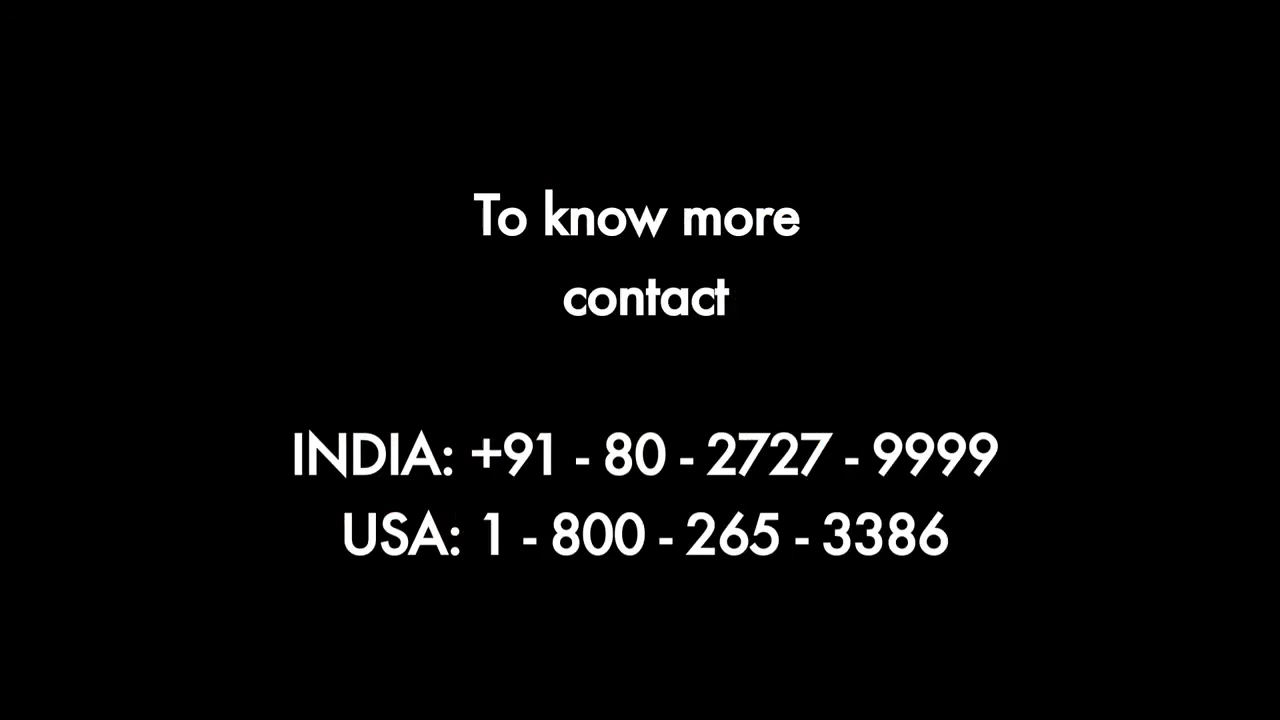 To know more
contact
INDIA: +91 - 80 - 2727 - 9999
USA: 1 - 800 - 265 - 3386